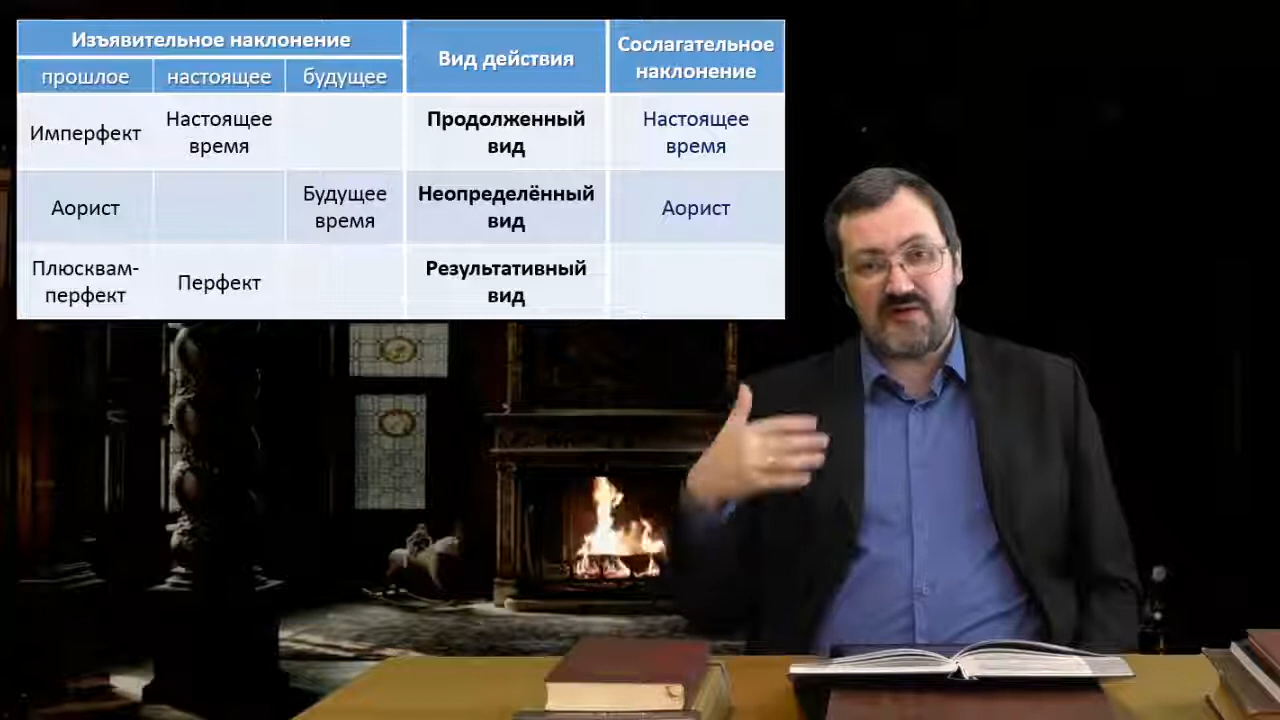 Изъявительное наклонение
Вид действия
Сослагательное
наклонение
прошлое
настоящее
будущее
Имперфект
Настоящее
время
Продолженный
вид
Настоящее
время
Аорист
Будущее
время
Неопределённый
вид
Аорист
Плюсквам-
перфект
Перфект
Результативный
вид